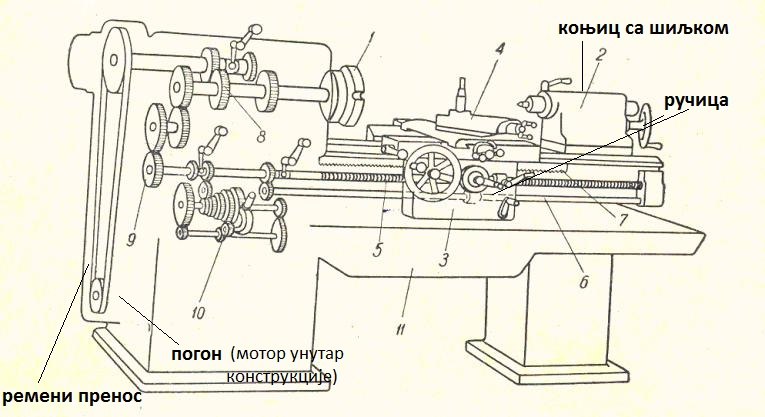 коњиц са шиљком
1
2
4
ручица
8
9
5
3
7
6
10
11
погон (мотор унутар
конструкције)
ремени пренос